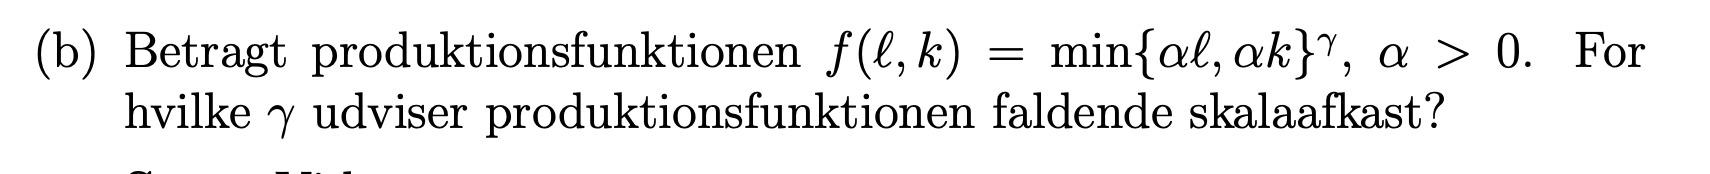 (b) Betragt produktionsfunktionen f(ℓ, k) = min{αℓ, αk}^γ, α > 0. For
hvilke γ udviser produktionsfunktionen faldende skalaafkast?